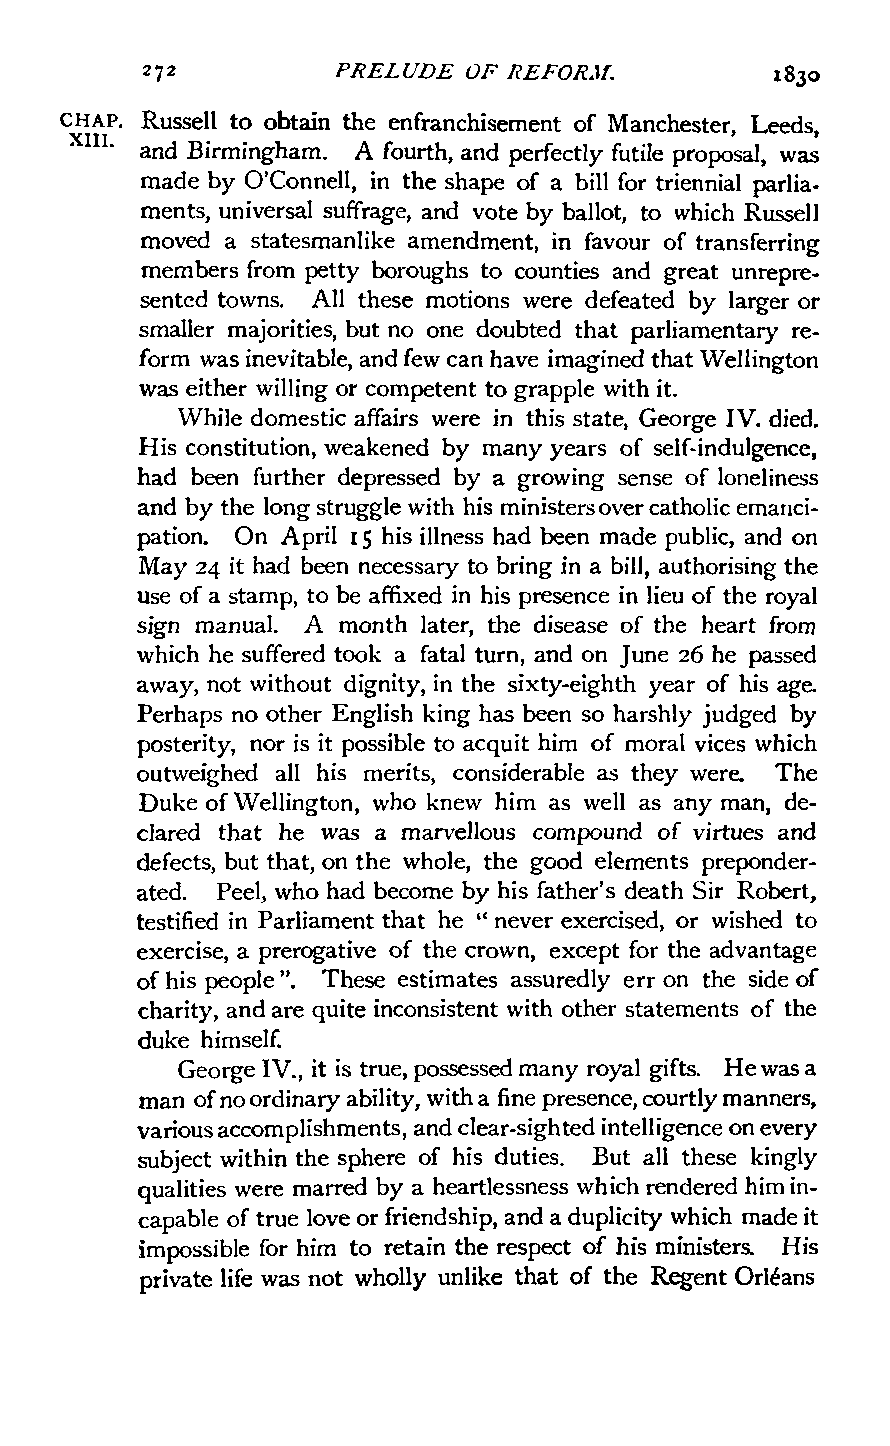 272 PRELUDE OF REFORM. 1830
CHAP. XIII.
Russell to obtain the enfranchisement of Manchester, Leeds,
and Birmingham. A fourth, and perfectly futile proposal, was
made by O'Connell, in the shape of a bill for triennial parlia-
ments, universal suffrage, and vote by ballot, to which Russell
moved a statesmanlike amendment, in favour of transferring
members from petty boroughs to counties and great unrepre-
sented towns. All these motions were defeated by larger or
smaller majorities, but no one doubted that parliamentary re-
form was inevitable, and few can have imagined that Wellington
was either willing or competent to grapple with it.
While domestic affairs were in this state, George IV. died.
His constitution, weakened by many years of self-indulgence,
had been further depressed by a growing sense of loneliness
and by the long struggle with his ministers over catholic emanci-
pation. On April 15 his illness had been made public, and on
May 24 it had been necessary to bring in a bill, authorising the
use of a stamp, to be affixed in his presence in lieu of the royal
sign manual. A month later, the disease of the heart from
which he suffered took a fatal turn, and on June 26 he passed
away, not without dignity, in the sixty-eighth year of his age.
Perhaps no other English king has been so harshly judged by
posterity, nor is it possible to acquit him of moral vices which
outweighed all his merits, considerable as they were. The
Duke of Wellington, who knew him as well as any man, de-
clared that he was a marvellous compound of virtues and
defects, but that, on the whole, the good elements preponder-
ated. Peel, who had become by his father's death Sir Robert,
testified in Parliament that he " never exercised, or wished to
exercise, a prerogative of the crown, except for the advantage
of his people ". These estimates assuredly err on the side of
charity, and are quite inconsistent with other statements of the
duke himself.
George IV., it is true, possessed many royal gifts. He was a
man of no ordinary ability, with a fine presence, courtly manners,
various accomplishments, and clear-sighted intelligence on every
subject within the sphere of his duties. But all these kingly
qualities were marred by a heartlessness which rendered him in-
capable of true love or friendship, and a duplicity which made it
impossible for him to retain the respect of his ministers. His
private life was not wholly unlike that of the Regent Orléans